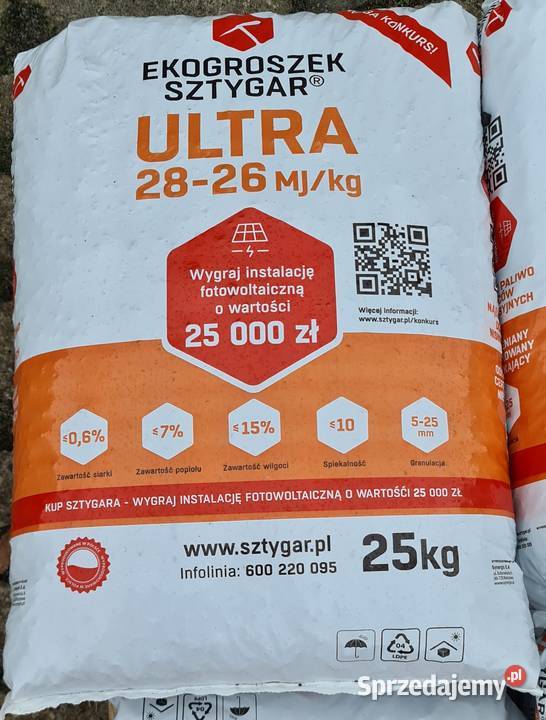 NA KONKURS!
EKOGROSZEK
SZTYGAR®
ULTRA
28-26 MJ/kg
Wygraj instalację
fotowoltaiczną
o wartości
25 000 zł
Więcej informacji:
www.sztygar.pl/konkurs
≤0,6%
≤7%
≤15%
≤10
5-25
mm
Zawartość siarki
Zawartość popiołu
Zawartość wilgoci
Spiekalność
Granulacja
KUP SZTYGARA - WYGRAJ INSTALACJĘ FOTOWOLTAICZNĄ O WARTOŚĆI 25 000 ZŁ
www.sztygar.pl
Infolinia: 600 220 095
25kg
04
LDPE
PALIWO
Sprzedajemy.pl